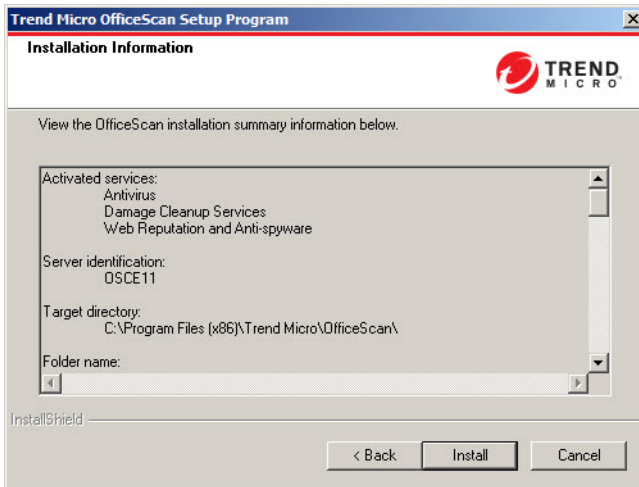 Trend Micro OfficeScan Setup Program
Installation Information
TREND
MICRO™
View the OfficeScan installation summary information below.
Activated services:
Antivirus
Damage Cleanup Services
Web Reputation and Anti-spyware
Server identification:
OSCE11
Target directory:
C:\Program Files (x86)\Trend Micro\OfficeScan\
Folder name:
InstallShield
< Back
Install
Cancel